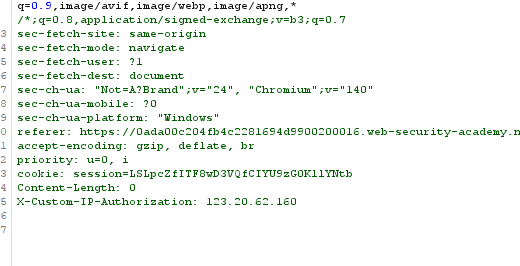 q=0.9,image/avif,image/webp,image/apng,*
/*;q=0.8,application/signed-exchange;v=b3;q=0.7
3 sec-fetch-site: same-origin
4 sec-fetch-mode: navigate
5 sec-fetch-user: ?1
6 sec-fetch-dest: document
7 sec-ch-ua: "Not=A?Brand";v="24", "Chromium";v="140"
8 sec-ch-ua-mobile: ?0
9 sec-ch-ua-platform: "Windows"
0 referer: https://0ada00c204fb4c2281694d9900200016.web-security-academy.n
1 accept-encoding: gzip, deflate, br
2 priority: u=0, i
3 cookie: session=LSLpcZfITF8wD3VQfCIYU9zG0KllYNtb
4 Content-Length: 0
5 X-Custom-IP-Authorization: 123.20.62.160
6
7